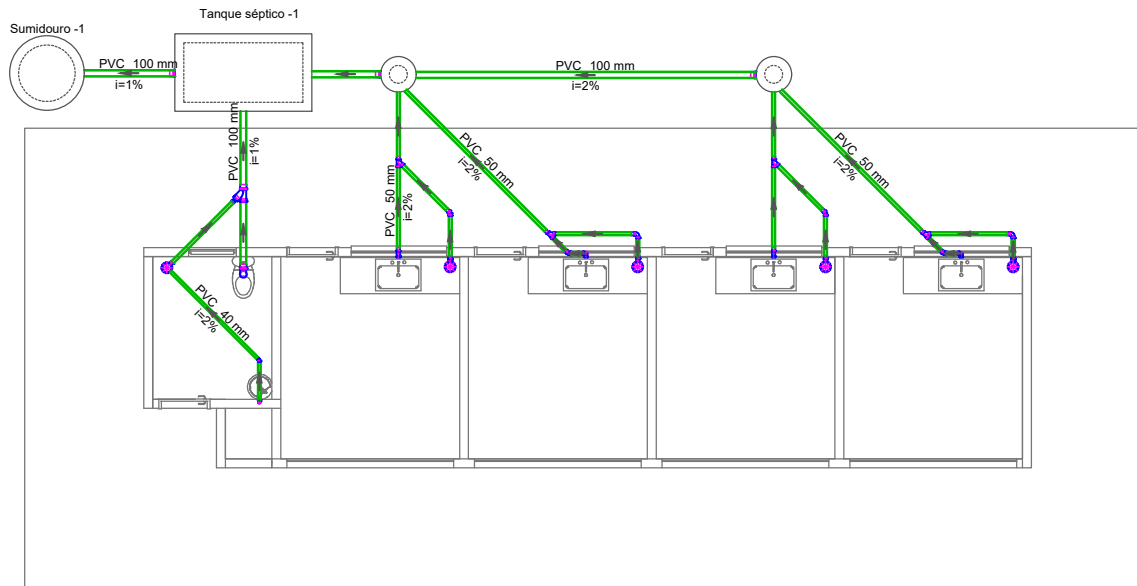 Tanque séptico -1
Sumidouro -1
PVC 100 mm
i=1%
PVC 100 mm
i=2%
PVC 100 mm
i=1%
PVC 50 mm
i=2%
PVC 50 mm
i=2%
PVC 50 mm
i=2%
PVC 40 mm
i=2%